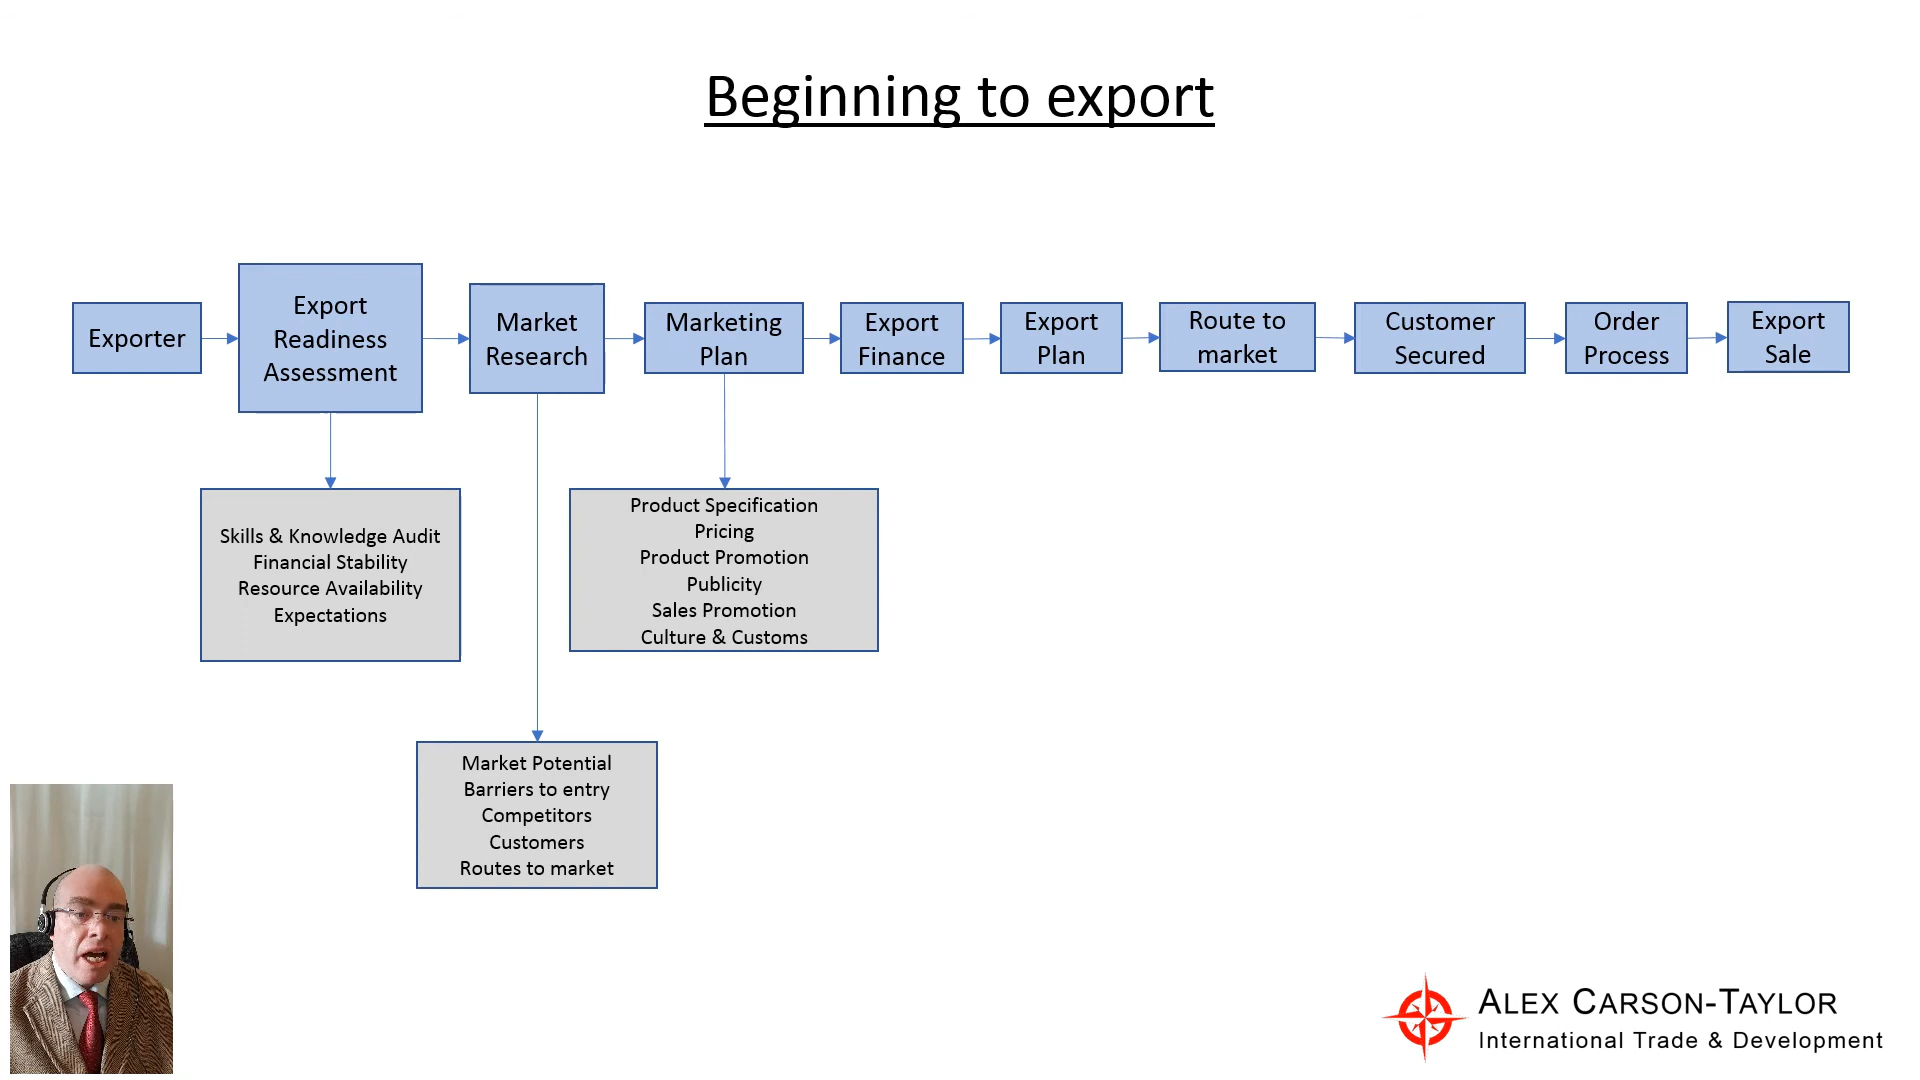 Beginning to export
Exporter
Export
Readiness
Assessment
Market
Research
Marketing
Plan
Export
Finance
Export
Plan
Route to
market
Customer
Secured
Order
Process
Export
Sale
Skills & Knowledge Audit
Financial Stability
Resource Availability
Expectations
Product Specification
Pricing
Product Promotion
Publicity
Sales Promotion
Culture & Customs
Market Potential
Barriers to entry
Competitors
Customers
Routes to market
ALEX CARSON-TAYLOR
International Trade & Development